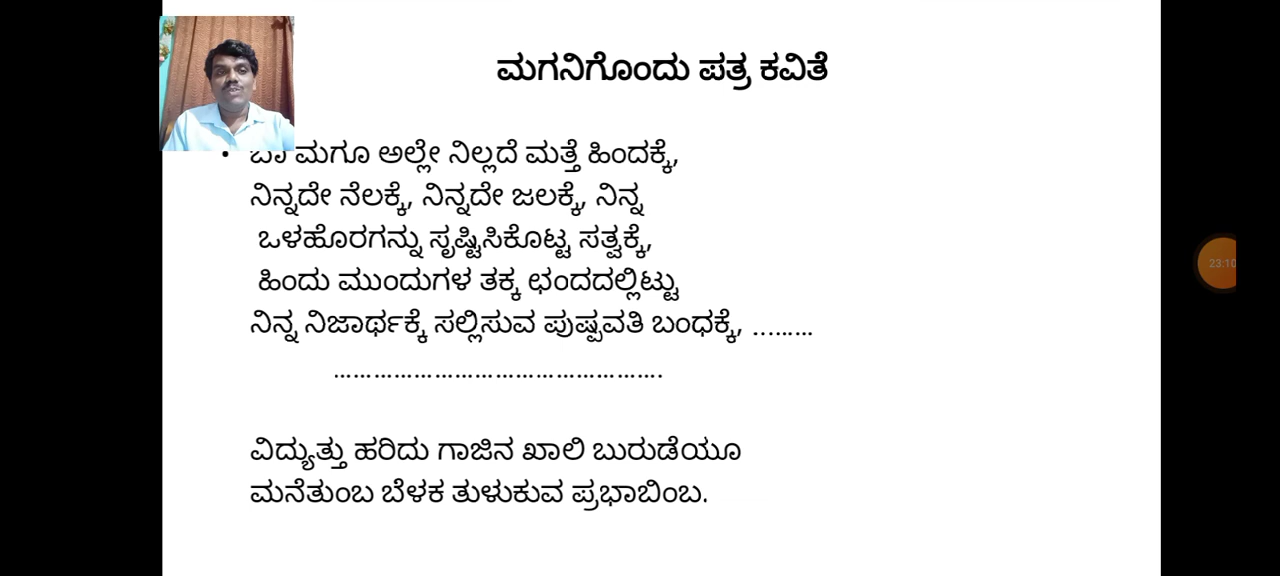 ಮಗನಿಗೊಂದು ಪತ್ರ ಕವಿತೆ
• ಬಾ ಮಗೂ ಅಲ್ಲೇ ನಿಲ್ಲದೆ ಮತ್ತೆ ಹಿಂದಕ್ಕೆ,
ನಿನ್ನದೇ ನೆಲಕ್ಕೆ, ನಿನ್ನದೇ ಜಲಕ್ಕೆ, ನಿನ್ನ
ಒಳಹೊರಗನ್ನು ಸೃಷ್ಟಿಸಿಕೊಟ್ಟ ಸತ್ವಕ್ಕೆ,
ಹಿಂದು ಮುಂದುಗಳ ತಕ್ಕ ಛಂದದಲ್ಲಿಟ್ಟು
ನಿನ್ನ ನಿಜಾರ್ಥಕ್ಕೆ ಸಲ್ಲಿಸುವ ಪುಷ್ಪವತಿ ಬಂಧಕ್ಕೆ, .........
………………………………………….
ವಿದ್ಯುತ್ತು ಹರಿದು ಗಾಜಿನ ಖಾಲಿ ಬುರುಡೆಯೂ
ಮನೆತುಂಬ ಬೆಳಕ ತುಳುಕುವ ಪ್ರಭಾಬಿಂಬ.
23:10